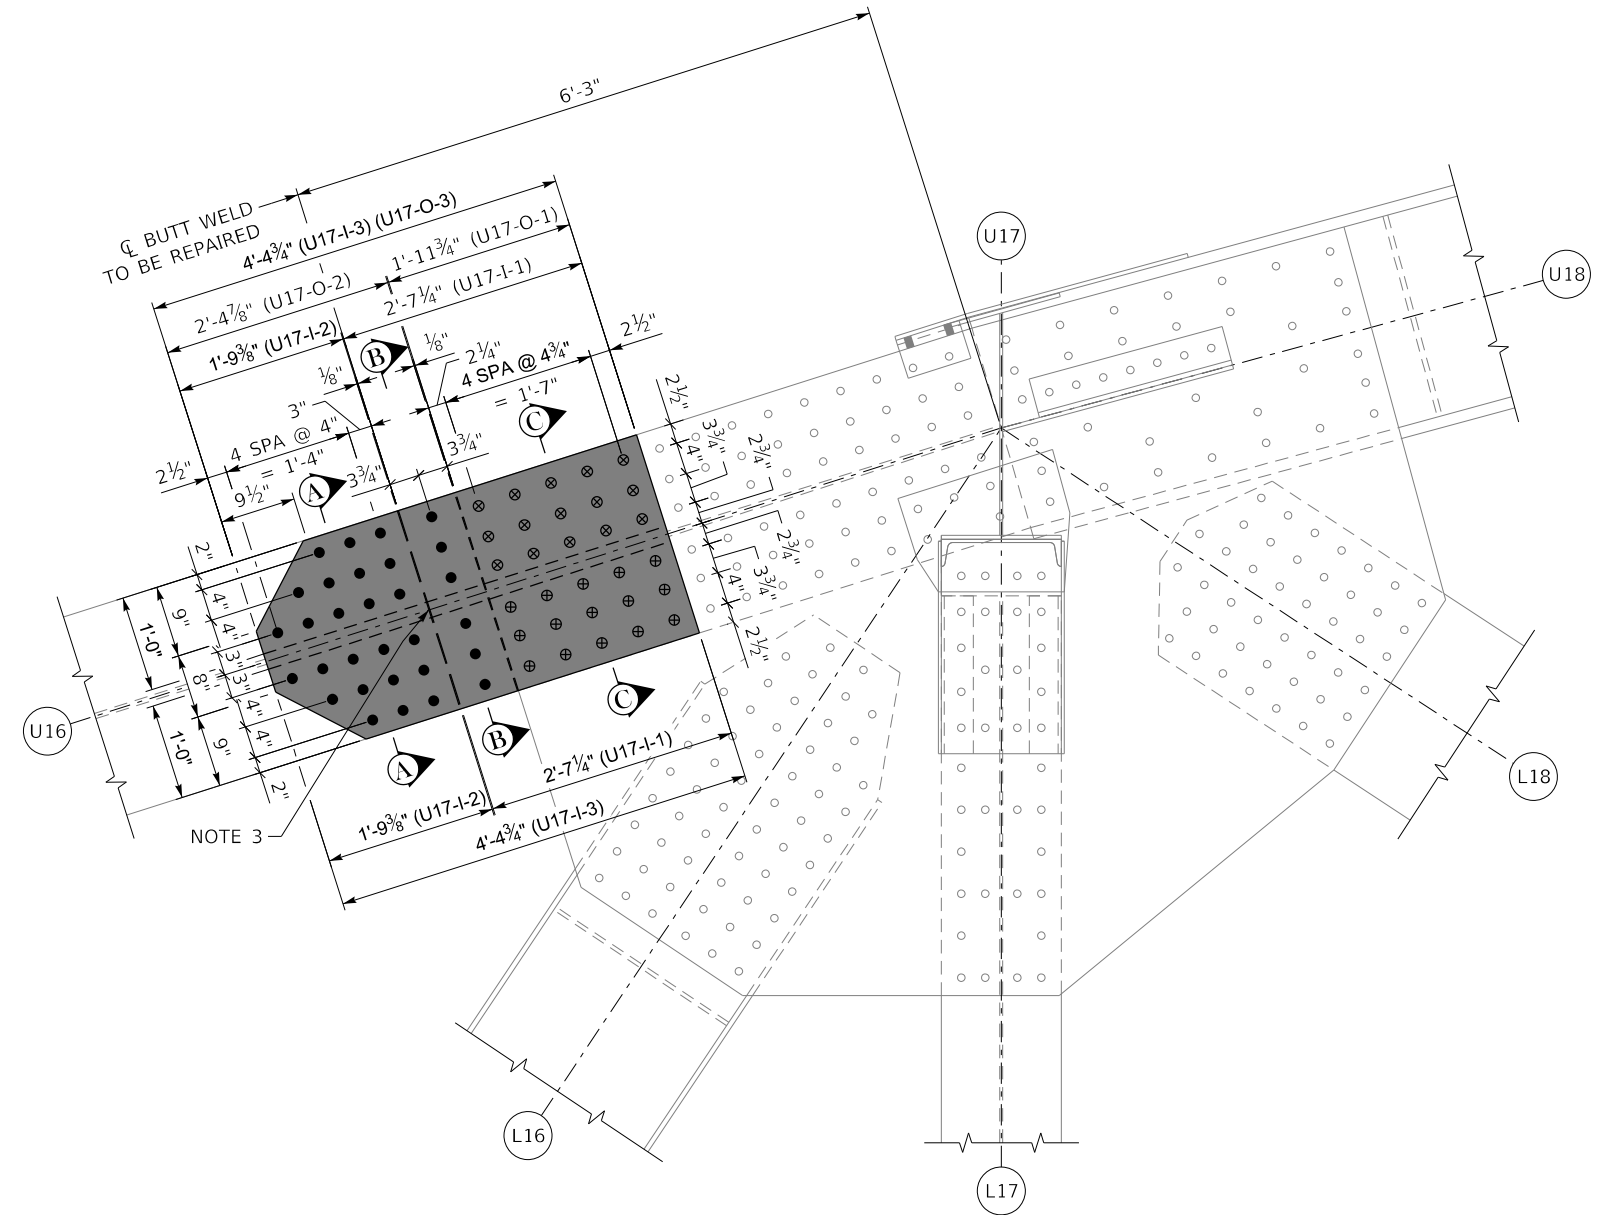 6'-3"
℄ BUTT WELD
TO BE REPAIRED
4'-4¾" (U17-I-3) (U17-O-3)
2'-4⅞" (U17-O-2)
1'-11¾" (U17-O-1)
1'-9⅜" (U17-I-2)
2'-7¼" (U17-I-1)
⅛"
B
⅛"
2¼"
2½"
3"
4 SPA @ 4¾"
= 1'-7"
C
4 SPA @ 4"
= 1'-4"
2½"
9½"
A
3¾"
3¾"
U17
U18
2½"
4"
3¾"
2¾"
2¾"
3¾"
4"
2½"
2"
4"
4"
3"
3"
4"
4"
2"
9"
8"
9"
1'-0"
1'-0"
U16
NOTE 3
A
B
C
2'-7¼" (U17-I-1)
1'-9⅜" (U17-I-2)
4'-4¾" (U17-I-3)
L18
L16
L17